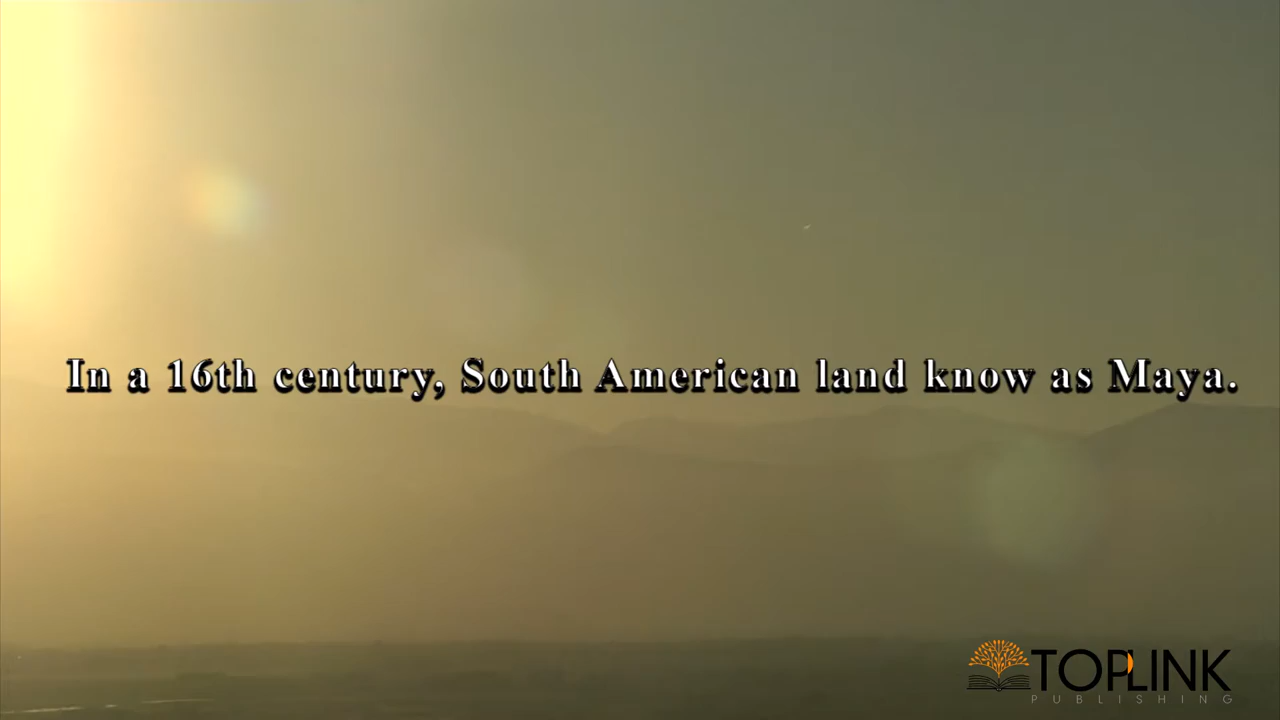 In a 16th century, South American land know as Maya.
TOPLINK
PUBLISHING